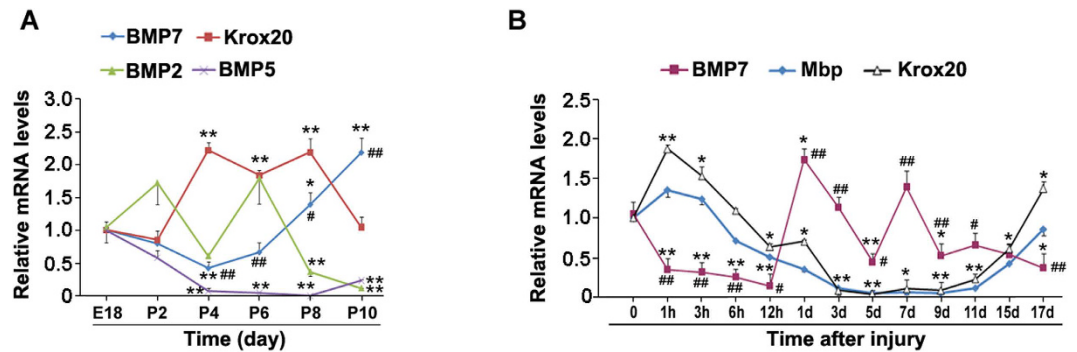 A
BMP7 Krox20
BMP2 BMP5
Relative mRNA levels
3.0
2.5
2.0
1.5
1.0
0.5
0
** ** ** ** ##
* #
** ## ## **
** ** ** ** **
E18 P2 P4 P6 P8 P10
Time (day)
B
BMP7 Mbp Krox20
Relative mRNA levels
2.5
2.0
1.5
1.0
0.5
0
** * * ## ## ## *
* * ** # ## * # * *
** ** ** ** ## ## ## # ** * ** ** ##
0 1h 3h 6h 12h 1d 3d 5d 7d 9d 11d 15d 17d
Time after injury